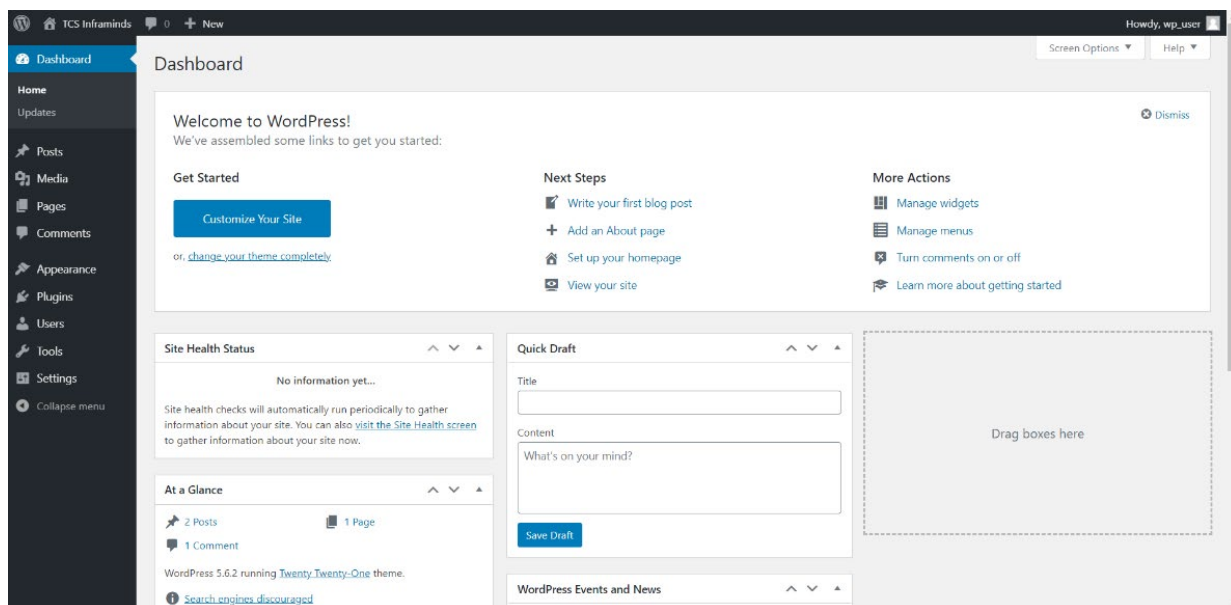 TCS Inframinds 0 New Howdy, wp_user
Screen Options Help
Dashboard
Home
Updates
Posts
Media
Pages
Comments
Appearance
Plugins
Users
Tools
Settings
Collapse menu
Dashboard
Welcome to WordPress!
We've assembled some links to get you started:
Dismiss
Get Started
Customize Your Site
or, change your theme completely
Next Steps
Write your first blog post
Add an About page
Set up your homepage
View your site
More Actions
Manage widgets
Manage menus
Turn comments on or off
Learn more about getting started
Site Health Status
No information yet...
Site health checks will automatically run periodically to gather
information about your site. You can also visit the Site Health screen
to gather information about your site now.
At a Glance
2 Posts 1 Page
1 Comment
WordPress 5.6.2 running Twenty Twenty-One theme.
Search engines discouraged
Quick Draft
Title
Content
What's on your mind?
Save Draft
WordPress Events and News
Drag boxes here